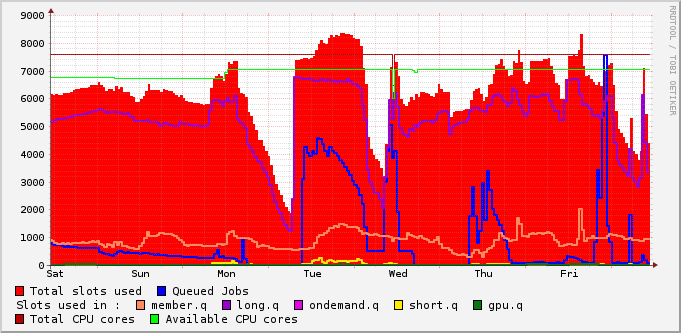 9000
8000
7000
6000
5000
4000
3000
2000
1000
0
Sat Sun Mon Tue Wed Thu Fri
RRDTOOL / TOBI OETIKER
Total slots used Queued Jobs
Slots used in : member.q long.q ondemand.q short.q gpu.q
Total CPU cores Available CPU cores